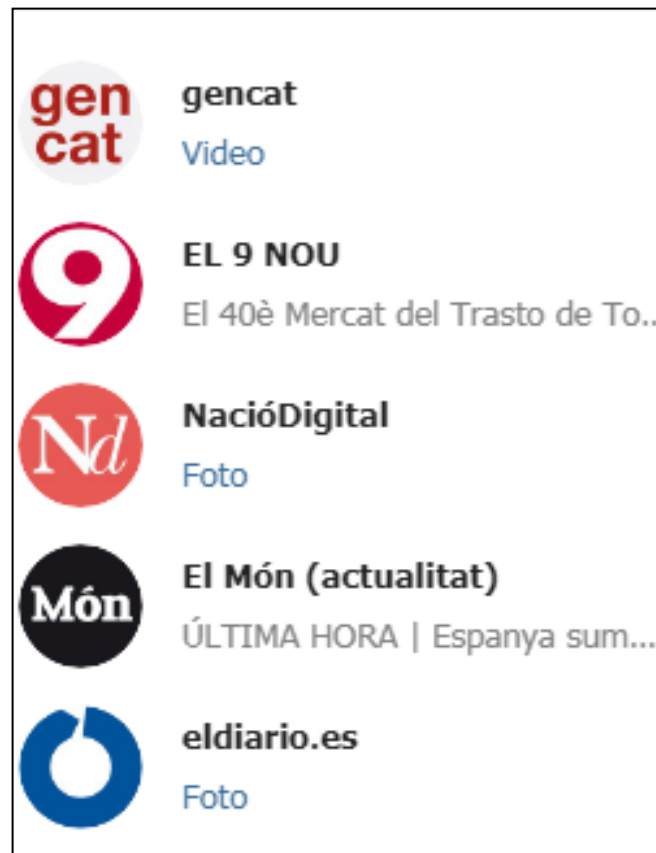 gen
cat
gencat
Video
9
EL 9 NOU
El 40è Mercat del Trasto de To...
Nd
NacióDigital
Foto
Món
El Món (actualitat)
ÚLTIMA HORA | Espanya sum...
eldiario.es
Foto